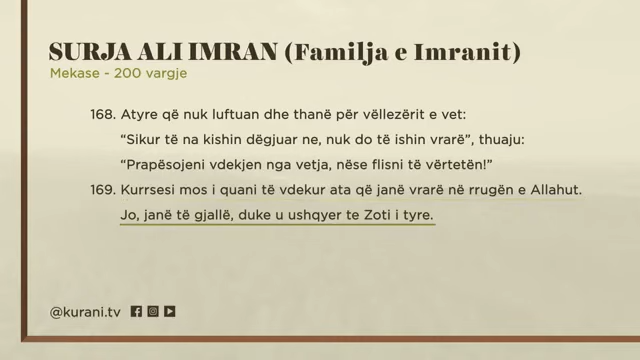 SURJA ALI IMRAN (Familja e Imranit)
Mekase - 200 vargje
168. Atyre që nuk luftuan dhe thanë për vëllezërit e vet:
“Sikur të na kishin dëgjuar ne, nuk do të ishin vrarë”, thuaju:
“Prapësojeni vdekjen nga vetja, nëse flisni të vërtetën!”
169. Kurrsesi mos i quani të vdekur ata që janë vrarë në rrugën e Allahut.
Jo, janë të gjallë, duke u ushqyer te Zoti i tyre.
@kurani.tv